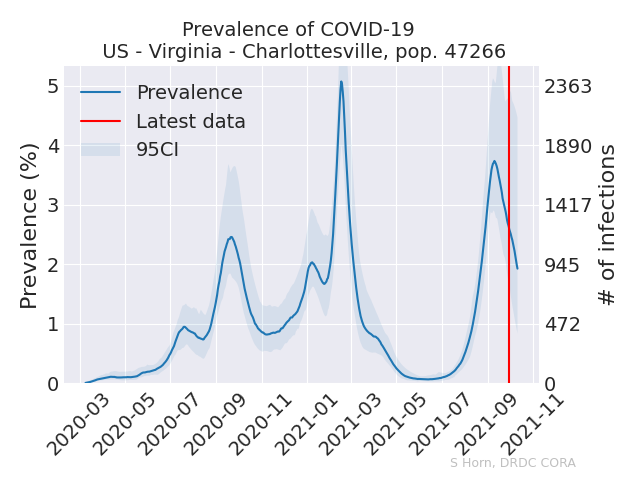 Prevalence of COVID-19
US - Virginia - Charlottesville, pop. 47266
Prevalence
Latest data
95CI
Prevalence (%)
5
4
3
2
1
0
2363
1890
1417
945
472
0
# of infections
2020-03
2020-05
2020-07
2020-09
2020-11
2021-01
2021-03
2021-05
2021-07
2021-09
2021-11
S Horn, DRDC CORA